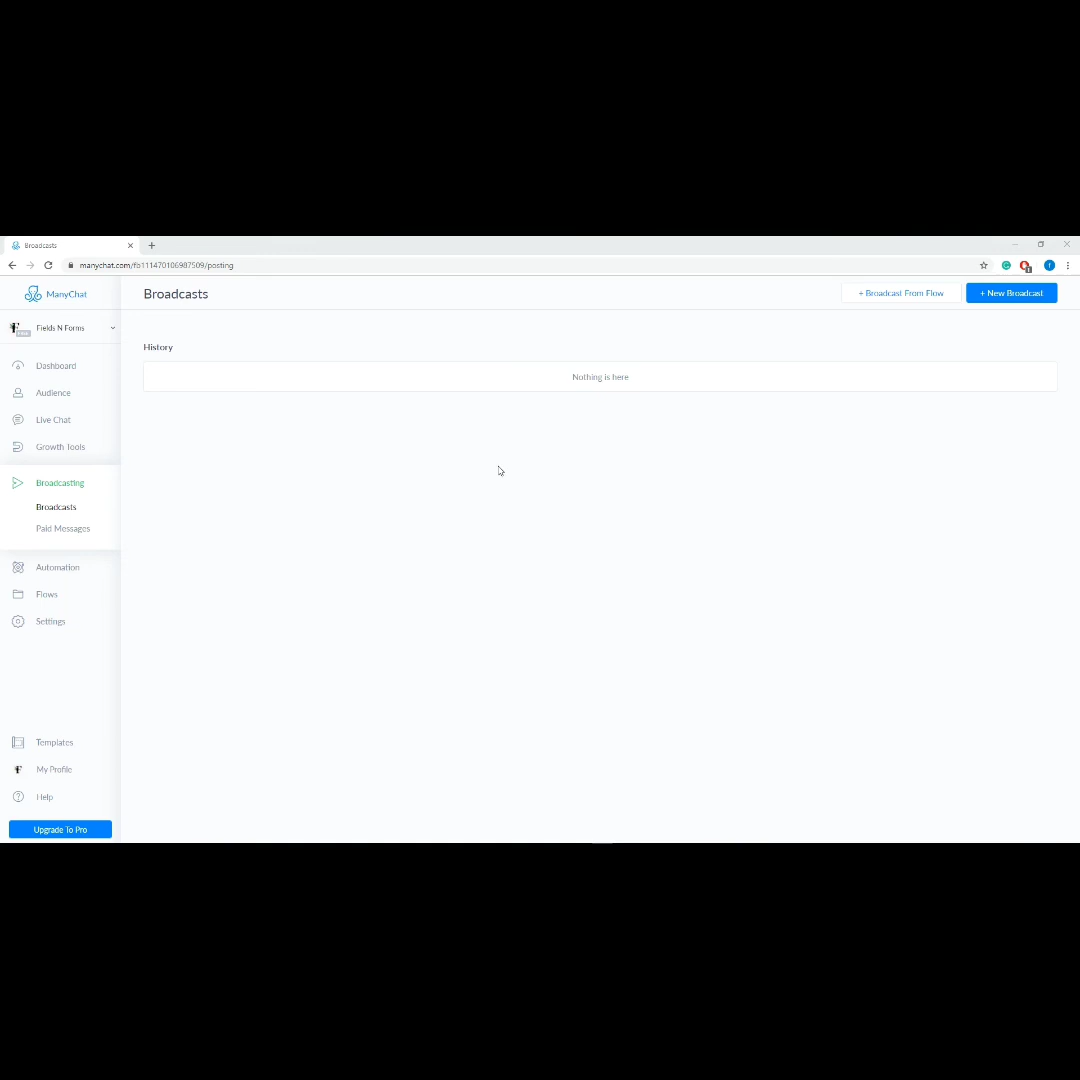 Broadcasts
manychat.com/fb111470106987509/posting
ManyChat
Broadcasts
+ Broadcast From Flow
+ New Broadcast
Fields N Forms
History
Nothing is here
Dashboard
Audience
Live Chat
Growth Tools
Broadcasting
Broadcasts
Paid Messages
Automation
Flows
Settings
Templates
My Profile
Help
Upgrade To Pro